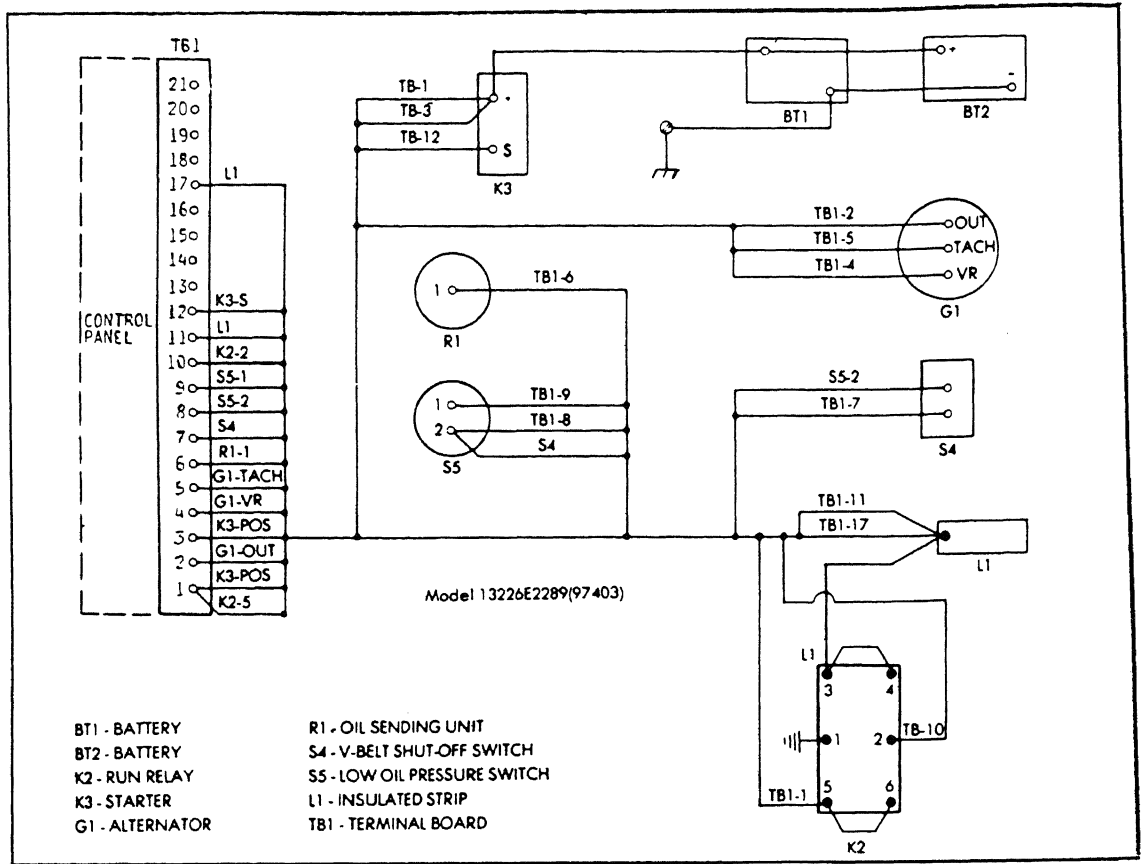 TB1
CONTROL
PANEL
21
20
19
18
17 L1
16
15
14
13
12 K3-S
11 L1
10 K2-2
9 S5-1
8 S5-2
7 S4
6 R1-1
5 G1-TACH
4 G1-VR
3 K3-POS
2 G1-OUT
1 K3-POS
K2-5
TB-1
TB-3
TB-12
+
S
K3
-
BT1
+
-
BT2
TB1-2 OUT
TB1-5 TACH
TB1-4 VR
G1
1 TB1-6
R1
1 TB1-9
2 TB1-8
S4
S5
S5-2
TB1-7
S4
TB1-11
TB1-17
L1
L1
3 4
1 2 TB-10
5 6
TB1-1
K2
Model 13226E2289(97403)
BT1 - BATTERY
BT2 - BATTERY
K2 - RUN RELAY
K3 - STARTER
G1 - ALTERNATOR
R1 - OIL SENDING UNIT
S4 - V-BELT SHUT-OFF SWITCH
S5 - LOW OIL PRESSURE SWITCH
L1 - INSULATED STRIP
TB1 - TERMINAL BOARD